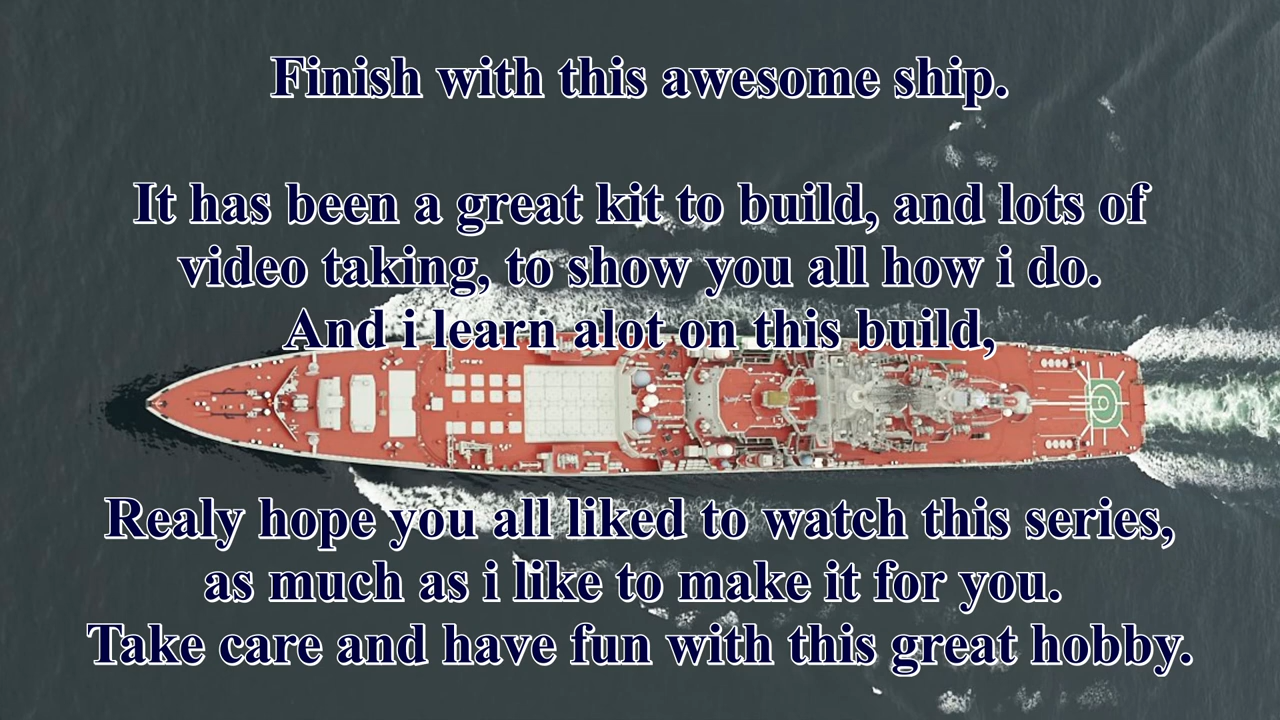 Finish with this awesome ship.
It has been a great kit to build, and lots of
video taking, to show you all how i do.
And i learn alot on this build,
Realy hope you all liked to watch this series,
as much as i like to make it for you.
Take care and have fun with this great hobby.